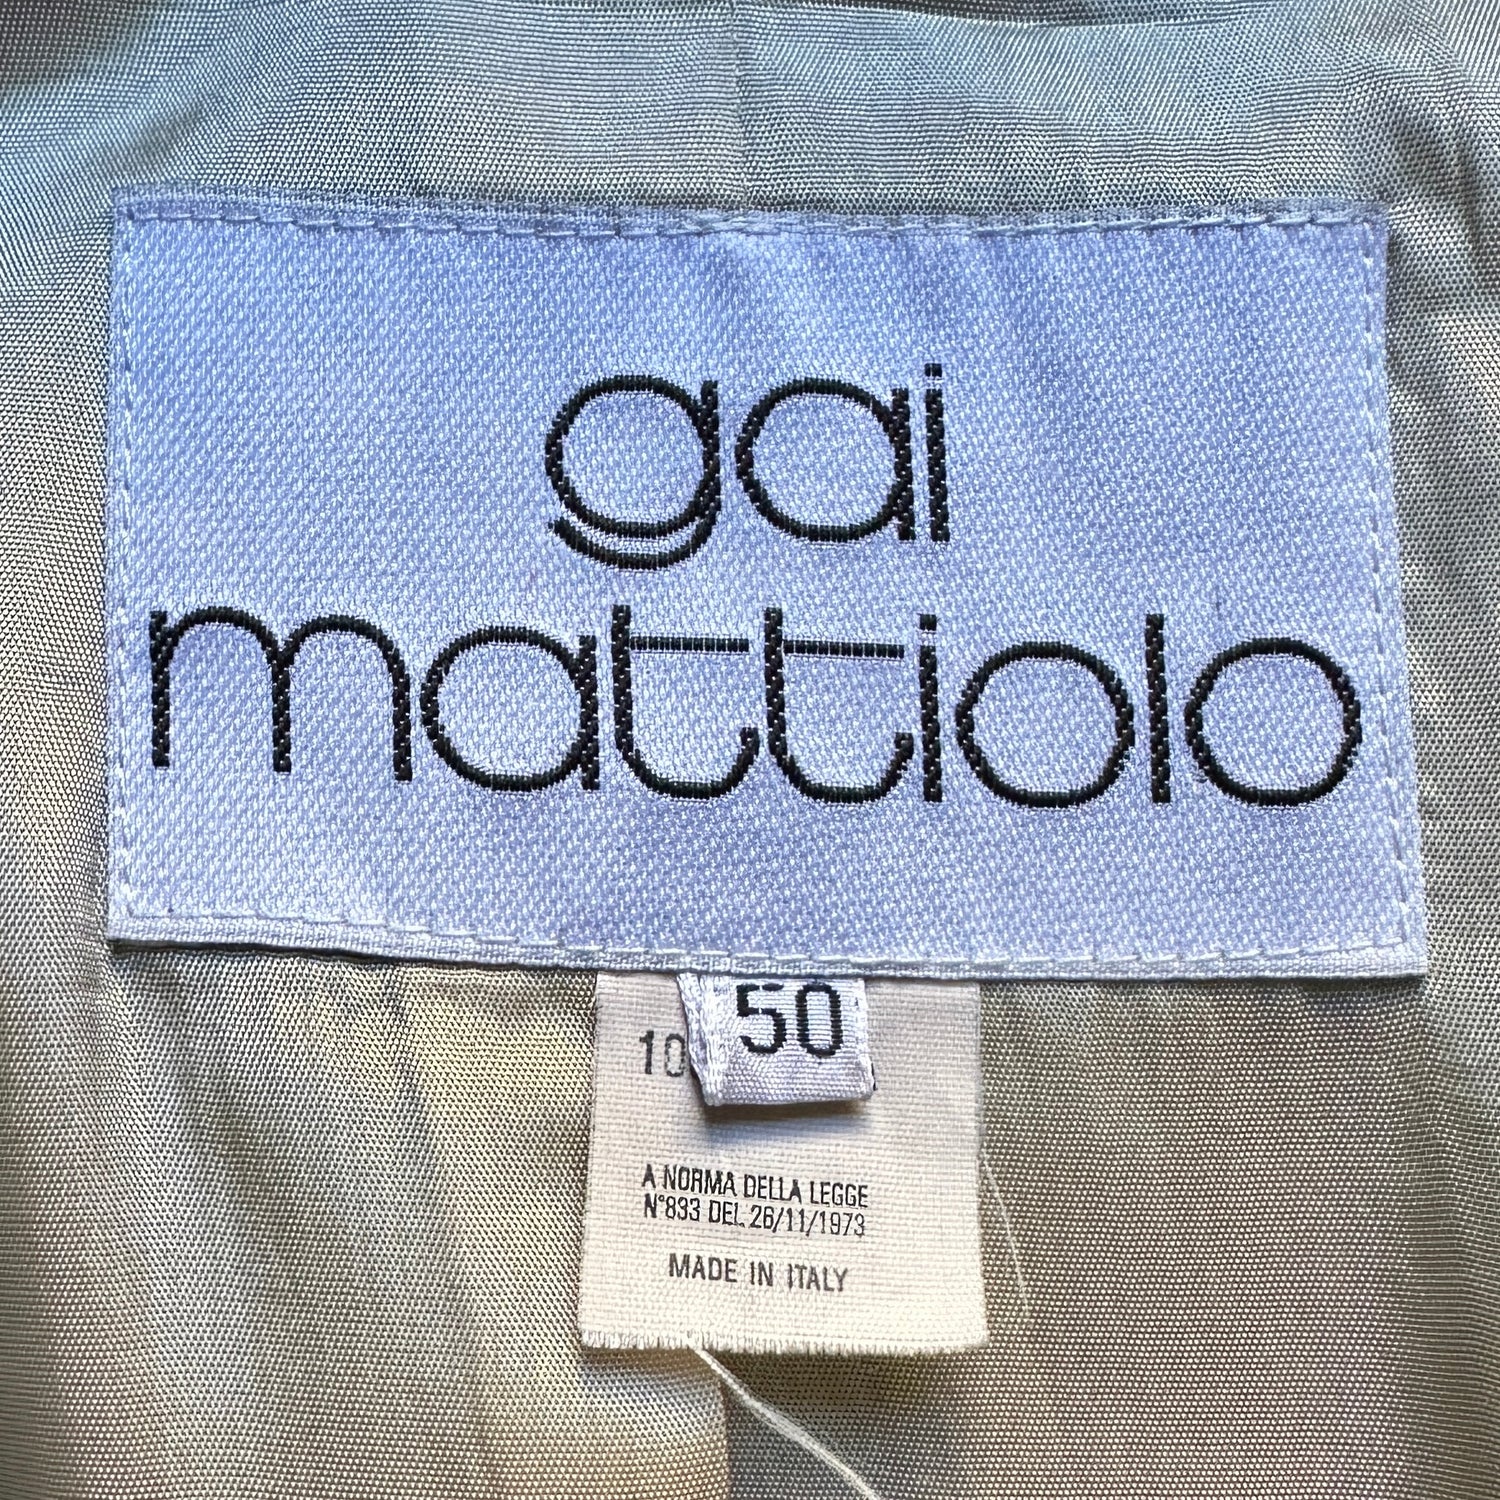 gai
mattiolo
50
10
A NORMA DELLA LEGGE
N°833 DEL 26/11/1973
MADE IN ITALY